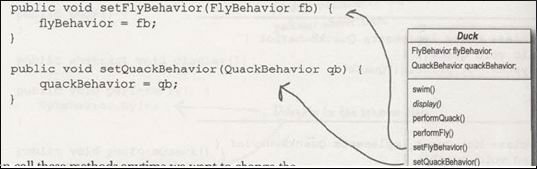 public void setFlyBehavior(FlyBehavior fb) {
flyBehavior = fb;
}
public void setQuackBehavior(QuackBehavior qb) {
quackBehavior = qb;
}
call these methods anytime we want to change the
Duck
FlyBehavior flyBehavior;
QuackBehavior quackBehavior;
swim()
display()
performQuack()
performFly()
setFlyBehavior()
setQuackBehavior()